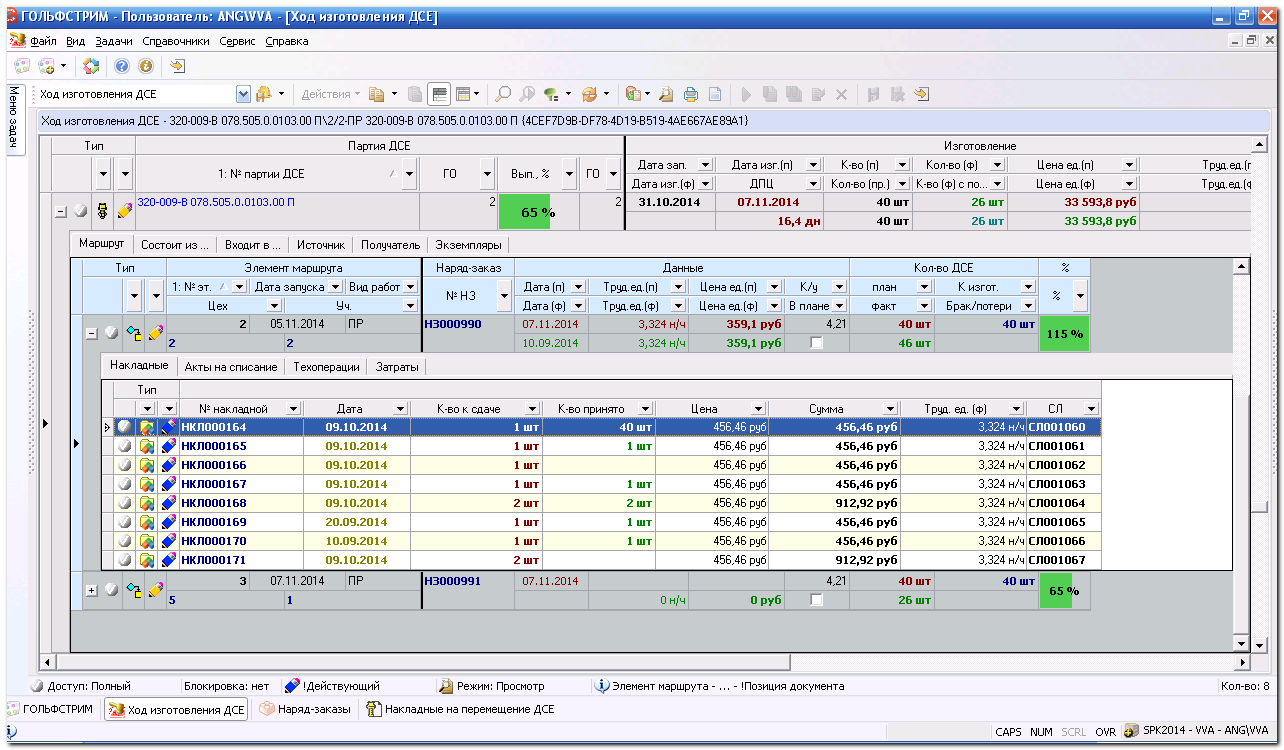 ГОЛЬФСТРИМ - Пользователь: ANG\VVA - [Ход изготовления ДСЕ]
Файл Вид Задачи Справочники Сервис Справка
Меню задач
Ход изготовления ДСЕ Действия
Ход изготовления ДСЕ - 320-009-В 078.505.0.0103.00 П\2/2-ПР 320-009-В 078.505.0.0103.00 П {4CEF7D9B-DF78-4D19-B519-4AE667AE89A1}
Тип Партия ДСЕ Изготовление
1: № партии ДСЕ ГО Вып., % ГО
Дата зап. Дата изг.(п) К-во (п) Кол-во (ф) Цена ед.(п) Труд.ед.(п
Дата изг.(ф) ДПЦ Кол-во (пр.) К-во (ф) с по... Цена ед.(ф) Труд.ед.(ф
320-009-В 078.505.0.0103.00 П 2 65 % 2 31.10.2014 07.11.2014 40 шт 26 шт 33 593,8 руб
16,4 дн 40 шт 26 шт 33 593,8 руб
Маршрут Состоит из ... Входит в ... Источник Получатель Экземпляры
Тип Элемент маршрута Наряд-заказ Данные Кол-во ДСЕ %
1: № эт. Дата запуска Вид работ № НЗ Дата (п) Труд.ед.(п) Цена ед.(п) К/у план К изгот. %
Цех Уч. Дата (ф) Труд.ед.(ф) Цена ед.(ф) В плане факт Брак/потери
2 05.11.2014 ПР НЗ000990 07.11.2014 3,324 н/ч 359,1 руб 4,21 40 шт 40 шт 115 %
2 2 10.09.2014 3,324 н/ч 359,1 руб 46 шт
Накладные Акты на списание Техоперации Затраты
Тип
№ накладной Дата К-во к сдаче К-во принято Цена Сумма Труд. ед. (ф) СЛ
НКЛ000164 09.10.2014 1 шт 40 шт 456,46 руб 456,46 руб 3,324 н/ч СЛ001060
НКЛ000165 09.10.2014 1 шт 1 шт 456,46 руб 456,46 руб 3,324 н/ч СЛ001061
НКЛ000166 09.10.2014 1 шт 456,46 руб 456,46 руб 3,324 н/ч СЛ001062
НКЛ000167 09.10.2014 1 шт 1 шт 456,46 руб 456,46 руб 3,324 н/ч СЛ001063
НКЛ000168 09.10.2014 2 шт 2 шт 456,46 руб 912,92 руб 3,324 н/ч СЛ001064
НКЛ000169 20.09.2014 1 шт 1 шт 456,46 руб 456,46 руб 3,324 н/ч СЛ001065
НКЛ000170 10.09.2014 1 шт 1 шт 456,46 руб 456,46 руб 3,324 н/ч СЛ001066
НКЛ000171 09.10.2014 2 шт 456,46 руб 912,92 руб 3,324 н/ч СЛ001067
3 07.11.2014 ПР НЗ000991 07.11.2014 4,21 40 шт 40 шт 65 %
5 1 0 н/ч 0 руб 26 шт
Доступ: Полный Блокировка: нет !Действующий Режим: Просмотр Элемент маршрута - ... - !Позиция документа Кол-во: 8
ГОЛЬФСТРИМ Ход изготовления ДСЕ Наряд-заказы Накладные на перемещение ДСЕ
CAPS NUM SCRL OVR SPK2014 - VVA - ANG\VVA